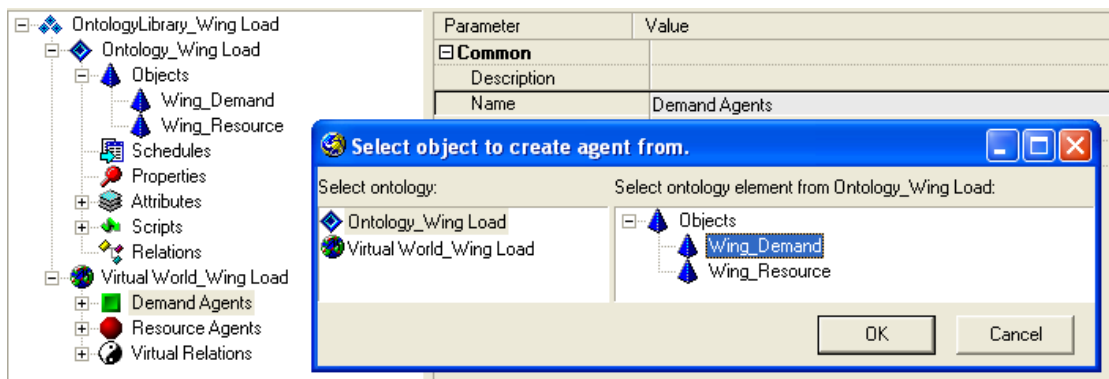 OntologyLibrary_Wing Load
Ontology_Wing Load
Objects
Wing_Demand
Wing_Resource
Schedules
Properties
Attributes
Scripts
Relations
Virtual World_Wing Load
Demand Agents
Resource Agents
Virtual Relations
Parameter Value
Common
Description
Name Demand Agents
Select object to create agent from.
Select ontology:
Ontology_Wing Load
Virtual World_Wing Load
Select ontology element from Ontology_Wing Load:
Objects
Wing_Demand
Wing_Resource
OK Cancel